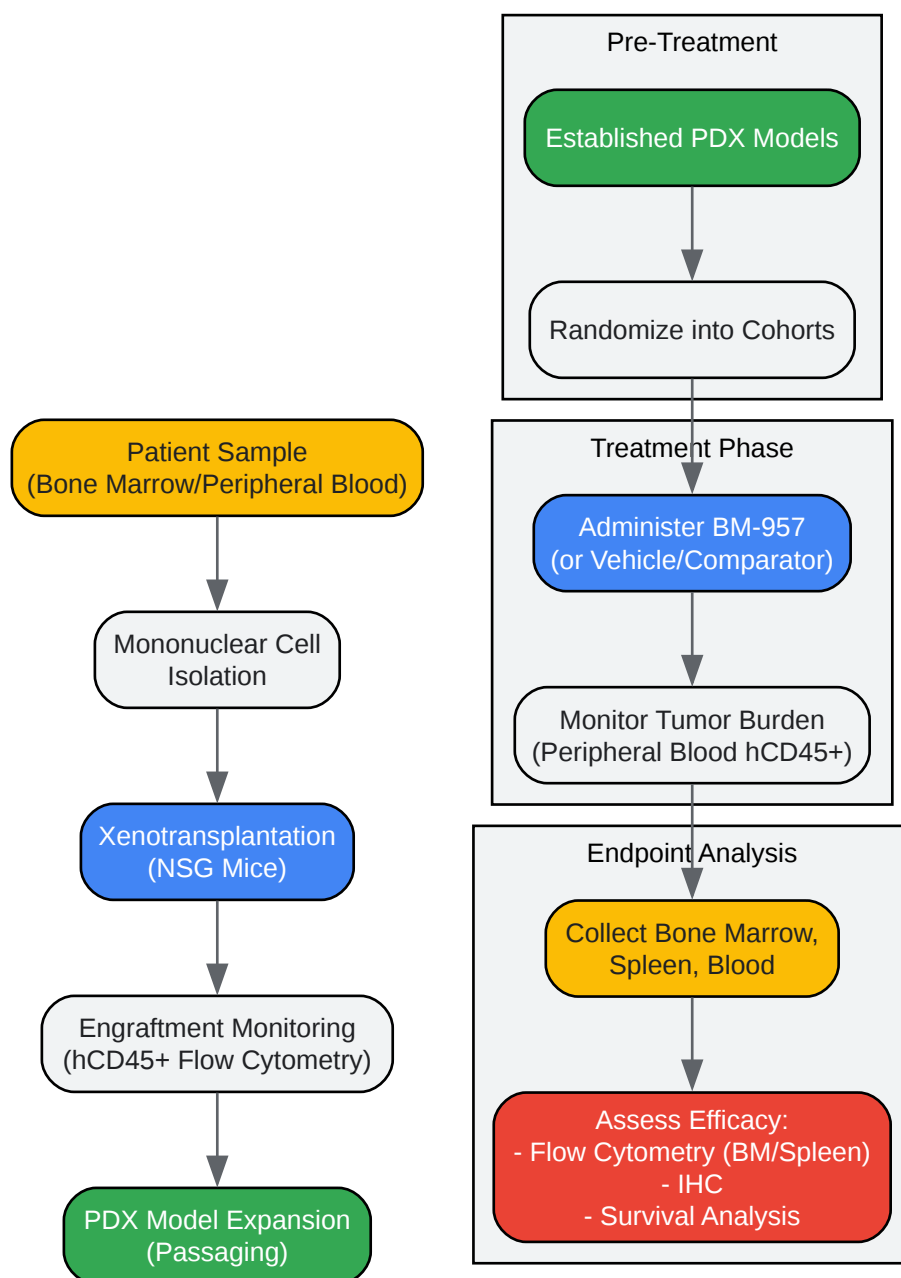 Patient Sample
(Bone Marrow/Peripheral Blood)
Mononuclear Cell
Isolation
Xenotransplantation
(NSG Mice)
Engraftment Monitoring
(hCD45+ Flow Cytometry)
PDX Model Expansion
(Passaging)
Pre-Treatment
Established PDX Models
Randomize into Cohorts
Treatment Phase
Administer BM-957
(or Vehicle/Comparator)
Monitor Tumor Burden
(Peripheral Blood hCD45+)
Endpoint Analysis
Collect Bone Marrow,
Spleen, Blood
Assess Efficacy:
- Flow Cytometry (BM/Spleen)
- IHC
- Survival Analysis